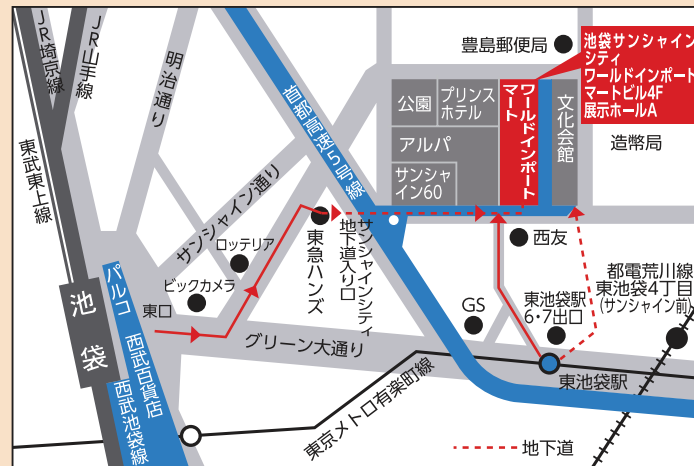 JR埼京線
JR山手線
明治通り
首都高速5号線
豊島郵便局
池袋サンシャイン
シティ
ワールドインポート
マートビル4F
展示ホールA
公園
プリンス
ホテル
ワールドインポート
マート
文化会館
アルパ
サンシャ
イン60
造幣局
東武東上線
サンシャイン通り
ロッテリア
ビックカメラ
東急ハンズ
サンシャインシティ
地下道入り口
西友
都電荒川線
東池袋4丁目
(サンシャイン前)
池袋
パルコ
西武百貨店
西武池袋線
東口
グリーン大通り
GS
東池袋駅
6・7出口
東池袋駅
東京メトロ有楽町線
地下道